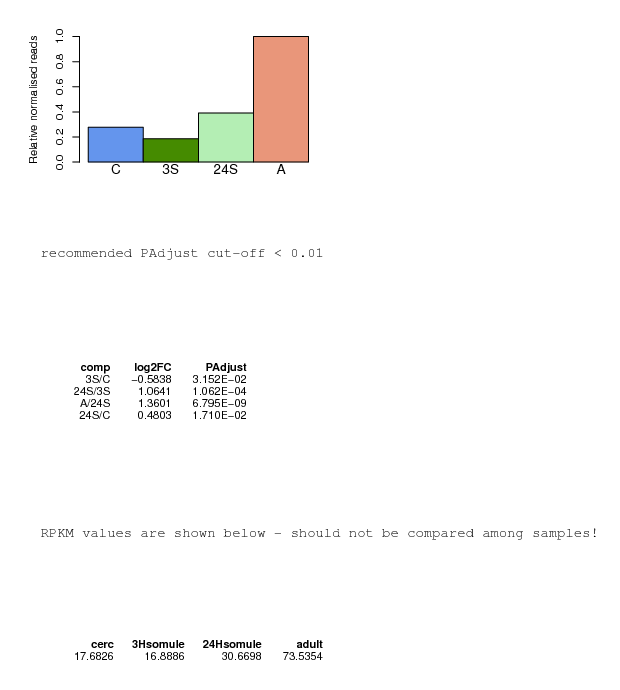 Relative normalised reads
1.0
0.8
0.6
0.4
0.2
0.0
C 3S 24S A
recommended PAdjust cut-off < 0.01
comp log2FC PAdjust
3S/C −0.5838 3.152E−02
24S/3S 1.0641 1.062E−04
A/24S 1.3601 6.795E−09
24S/C 0.4803 1.710E−02
RPKM values are shown below - should not be compared among samples!
cerc 3Hsomule 24Hsomule adult
17.6826 16.8886 30.6698 73.5354